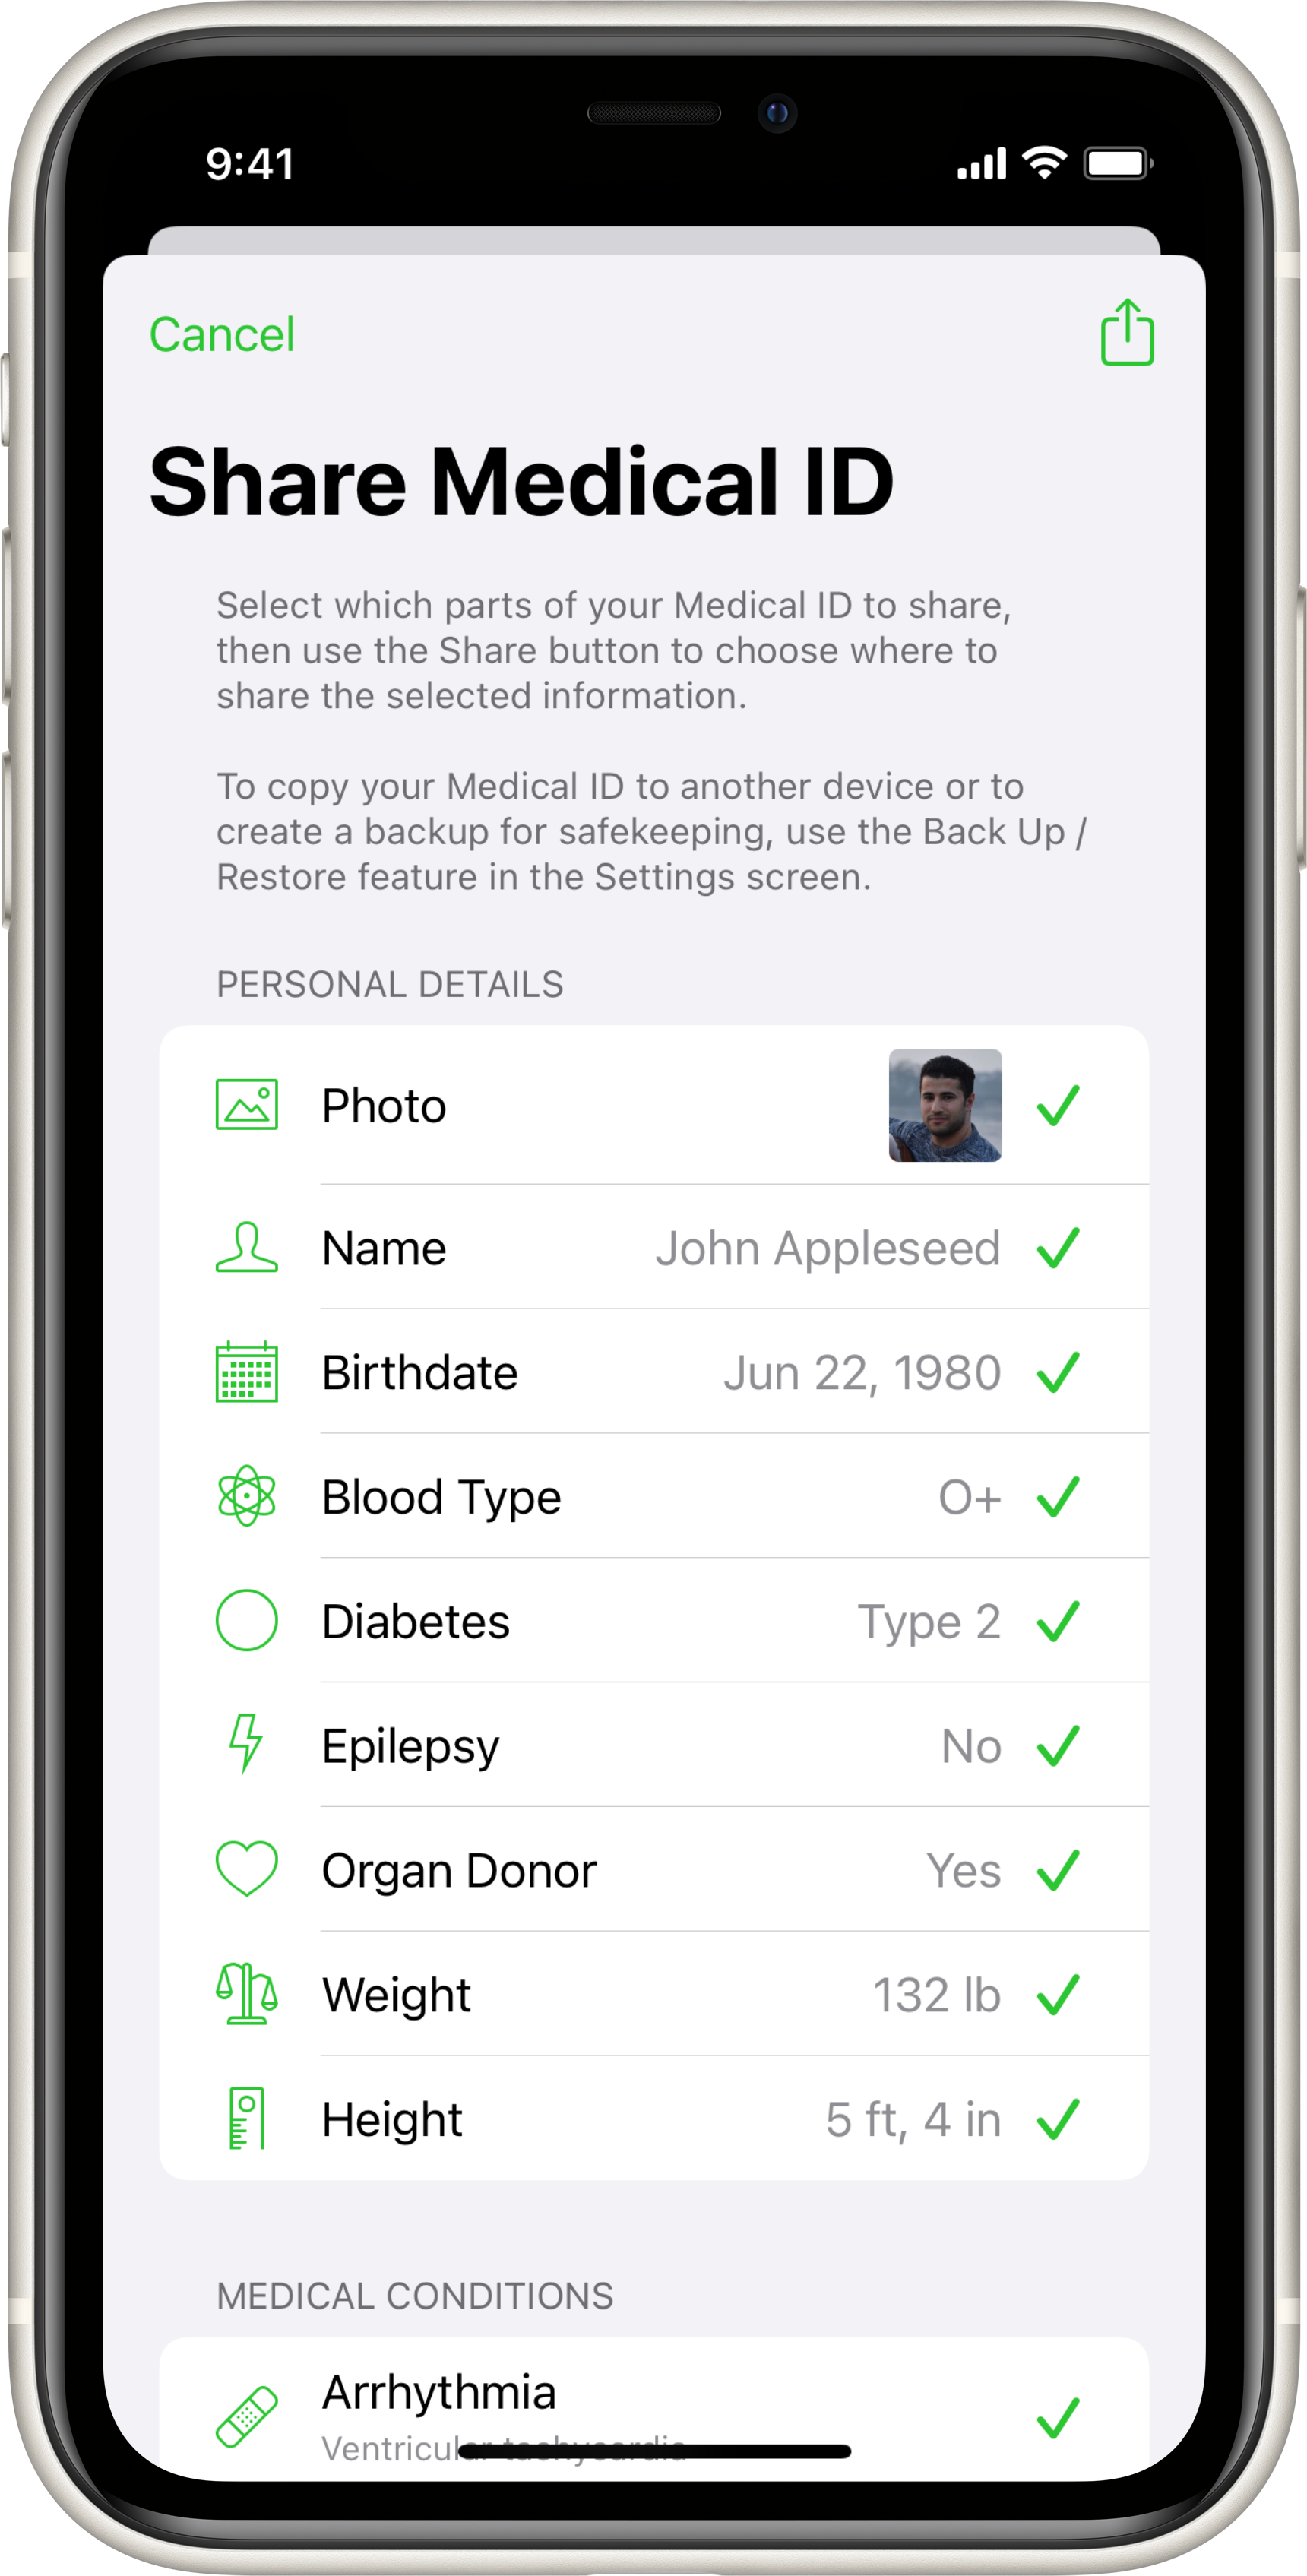 9:41
Cancel
Share Medical ID
Select which parts of your Medical ID to share,
then use the Share button to choose where to
share the selected information.
To copy your Medical ID to another device or to
create a backup for safekeeping, use the Back Up /
Restore feature in the Settings screen.
PERSONAL DETAILS
Photo
Name John Appleseed
Birthdate Jun 22, 1980
Blood Type O+
Diabetes Type 2
Epilepsy No
Organ Donor Yes
Weight 132 lb
Height 5 ft, 4 in
MEDICAL CONDITIONS
Arrhythmia
Ventricular tachycardia